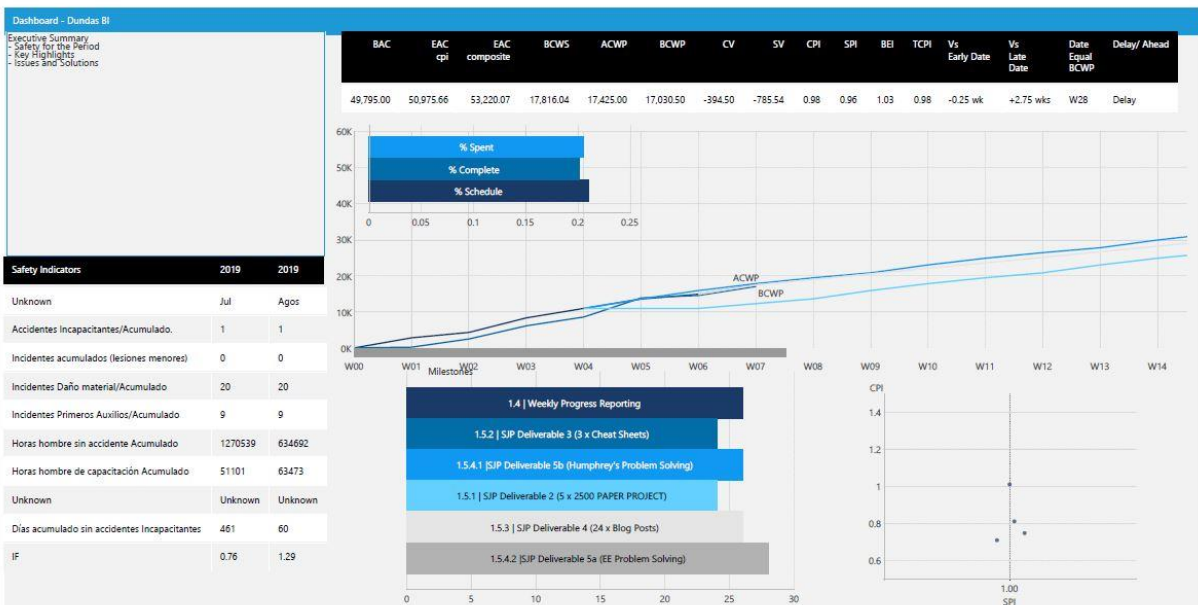 Dashboard - Dundas BI
Executive Summary
- Safety for the Period
- Key Highlights
- Issues and Solutions
BAC EAC cpi EAC composite BCWS ACWP BCWP CV SV CPI SPI BEI TCPI Vs Early Date Vs Late Date Date Equal BCWP Delay/ Ahead
49,795.00 50,975.66 53,220.07 17,816.04 17,425.00 17,030.50 -394.50 -785.54 0.98 0.96 1.03 0.98 -0.25 wk +2.75 wks W28 Delay
60K
50K
40K
30K
20K
10K
0K
% Spent
% Complete
% Schedule
0 0.05 0.1 0.15 0.2 0.25
ACWP
BCWP
W00 W01 W02 W03 W04 W05 W06 W07 W08 W09 W10 W11 W12 W13 W14
Safety Indicators 2019 2019
Unknown Jul Agos
Accidentes Incapacitantes/Acumulado. 1 1
Incidentes acumulados (lesiones menores) 0 0
Incidentes Daño material/Acumulado 20 20
Incidentes Primeros Auxilios/Acumulado 9 9
Horas hombre sin accidente Acumulado 1270539 634692
Horas hombre de capacitación Acumulado 51101 63473
Unknown Unknown Unknown
Días acumulado sin accidentes Incapacitantes 461 60
IF 0.76 1.29
Milestones
1.4 | Weekly Progress Reporting
1.5.2 | SJP Deliverable 3 (3 x Cheat Sheets)
1.5.4.1 |SJP Deliverable 5b (Humphrey's Problem Solving)
1.5.1 | SJP Deliverable 2 (5 x 2500 PAPER PROJECT)
1.5.3 | SJP Deliverable 4 (24 x Blog Posts)
1.5.4.2 |SJP Deliverable 5a (EE Problem Solving)
0 5 10 15 20 25 30
CPI
1.4
1.2
1
0.8
0.6
1.00
SPI